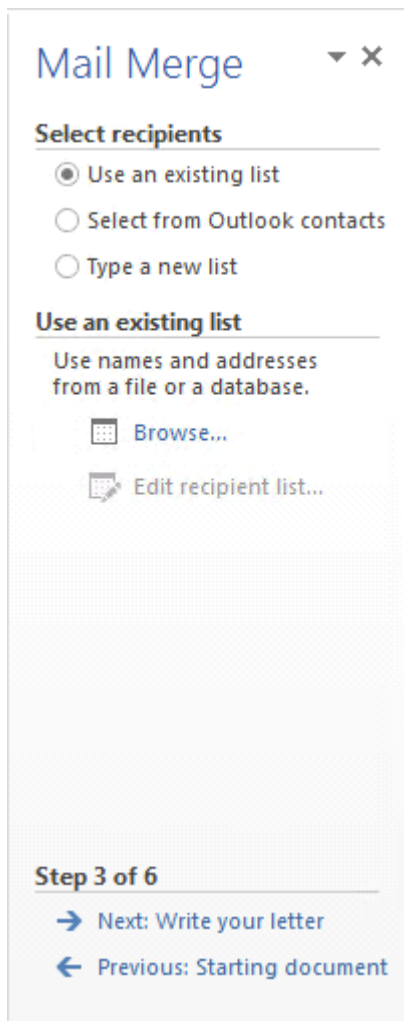 Mail Merge
Select recipients
Use an existing list
Select from Outlook contacts
Type a new list
Use an existing list
Use names and addresses
from a file or a database.
Browse...
Edit recipient list...
Step 3 of 6
Next: Write your letter
Previous: Starting document